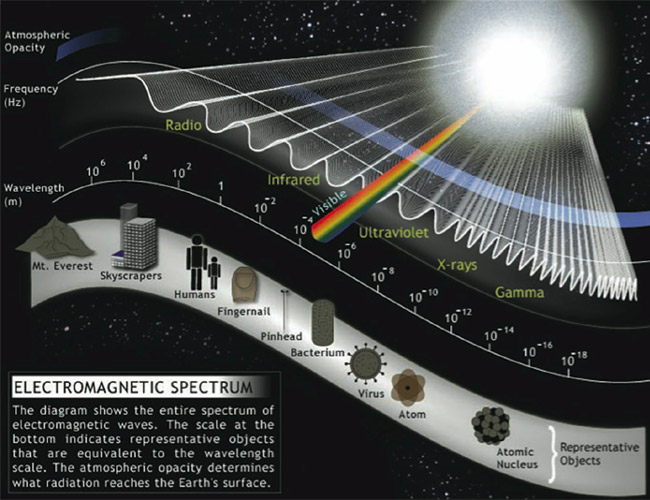 Atmospheric
Opacity
Frequency
(Hz)
Radio
Infrared
Visible
Ultraviolet
X-rays
Gamma
Wavelength
(m)
10⁶
10⁴
10²
1
10⁻²
10⁻⁴
10⁻⁶
10⁻⁸
10⁻¹⁰
10⁻¹²
10⁻¹⁴
10⁻¹⁶
10⁻¹⁸
Mt. Everest
Skyscrapers
Humans
Fingernail
Pinhead
Bacterium
Virus
Atom
Atomic
Nucleus
Representative
Objects
ELECTROMAGNETIC SPECTRUM
The diagram shows the entire spectrum of
electromagnetic waves. The scale at the
bottom indicates representative objects
that are equivalent to the wavelength
scale. The atmospheric opacity determines
what radiation reaches the Earth's surface.